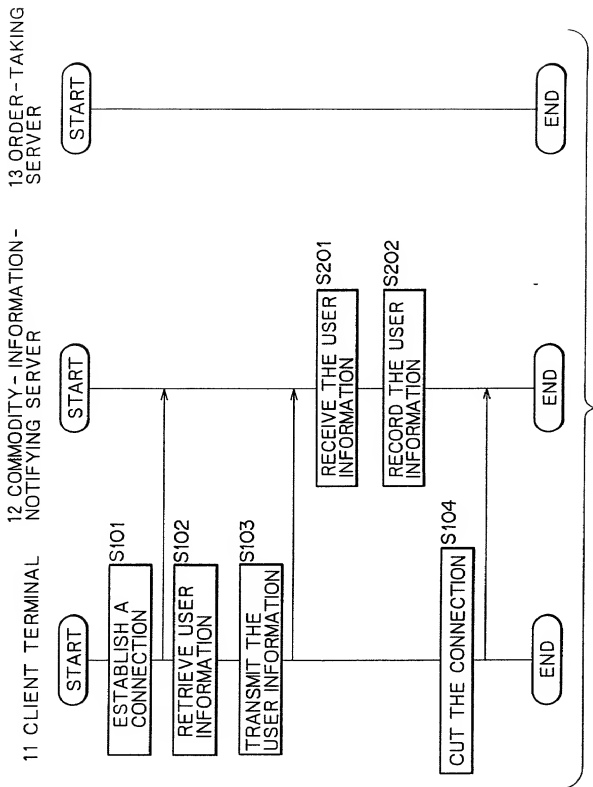 11 CLIENT TERMINAL
START
ESTABLISH A
CONNECTION
S101
RETRIEVE USER
INFORMATION
S102
TRANSMIT THE
USER INFORMATION
S103
CUT THE CONNECTION
S104
END
12 COMMODITY-INFORMATION-
NOTIFYING SERVER
START
RECEIVE THE USER
INFORMATION
S201
RECORD THE USER
INFORMATION
S202
END
13 ORDER-TAKING
SERVER
START
END